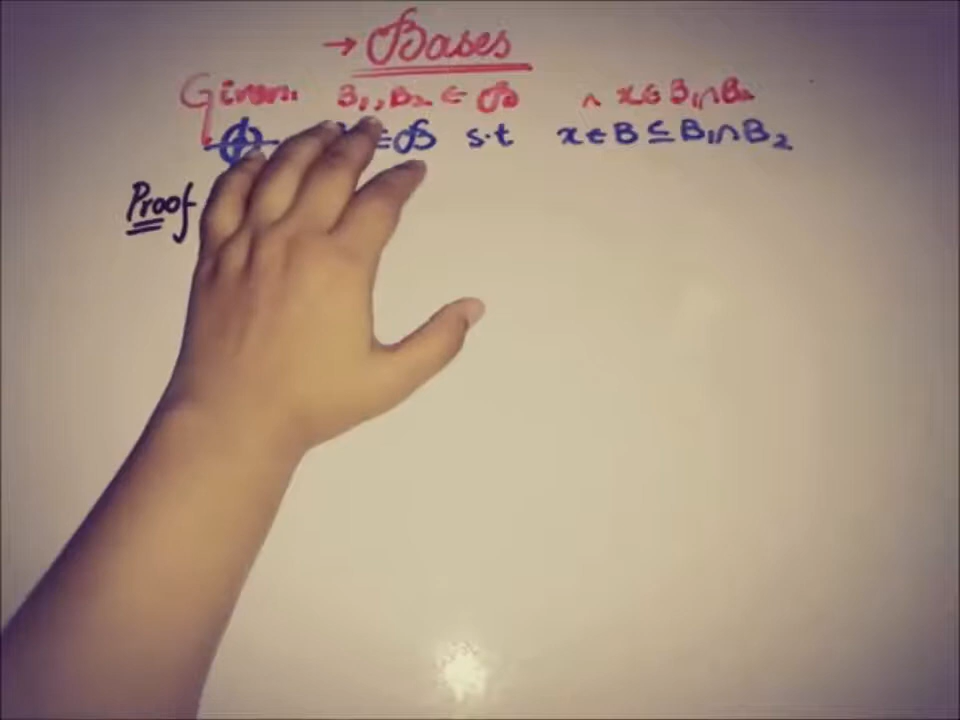 → Bases
Given: B₁, B₂ ∈ ℬ ∧ x ∈ B₁∩B₂
∈ ℬ s.t x ∈ B ⊆ B₁∩B₂
Proof